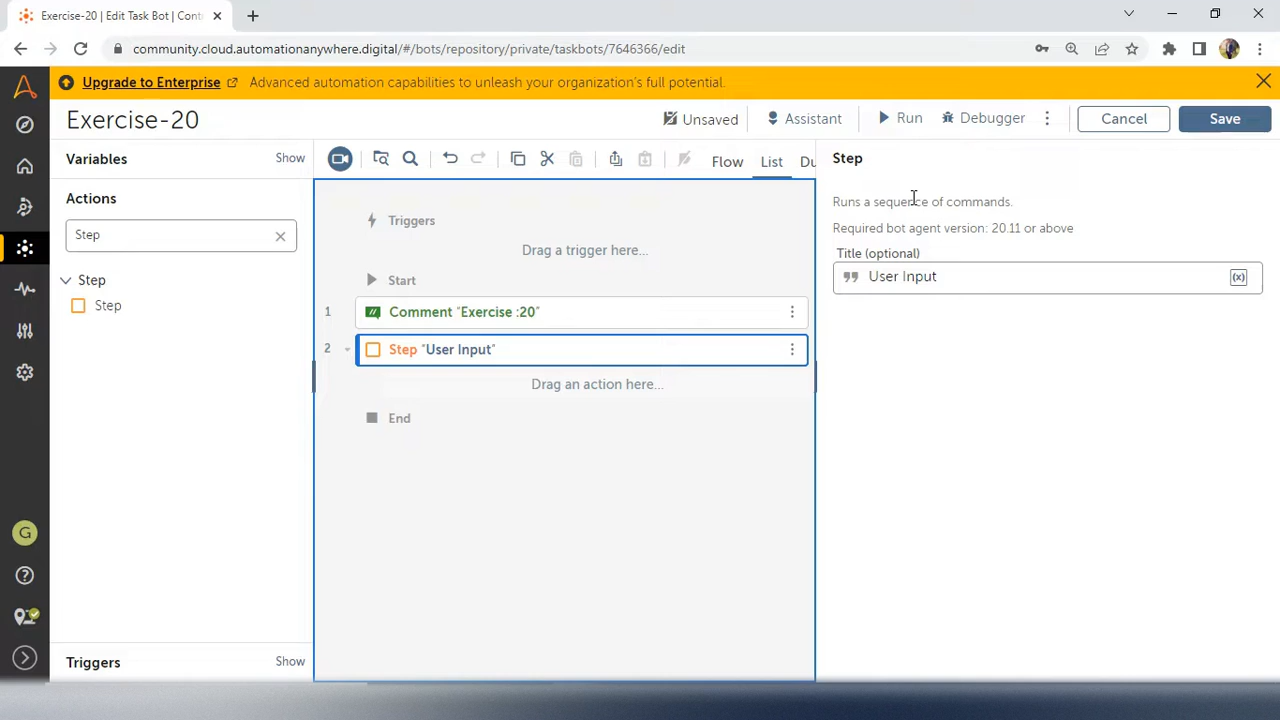 Exercise-20 | Edit Task Bot | Cont
community.cloud.automationanywhere.digital/#/bots/repository/private/taskbots/7646366/edit
Upgrade to Enterprise Advanced automation capabilities to unleash your organization's full potential.
Exercise-20 Unsaved Assistant Run Debugger Cancel Save
Variables Show Flow List Du
Step
Actions
Step
Runs a sequence of commands.
Required bot agent version: 20.11 or above
Title (optional)
User Input
Step
Step
Triggers
Drag a trigger here...
Start
1 Comment "Exercise :20"
2 Step "User Input"
Drag an action here...
End
G
Triggers Show